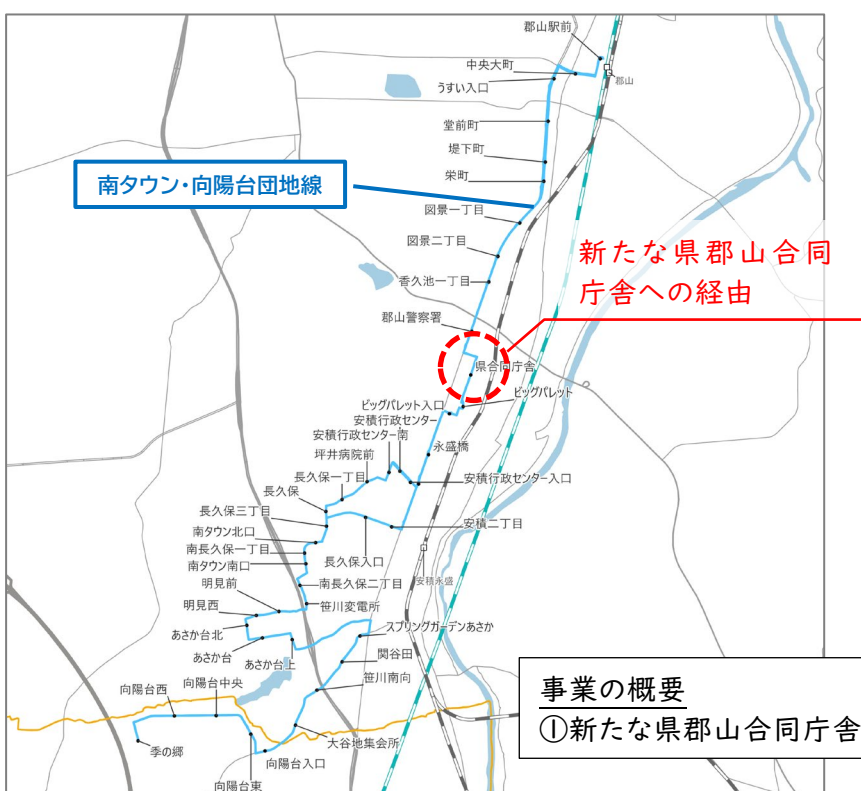 郡山駅前
中央大町
郡山
うすい入口
堂前町
堤下町
栄町
南タウン・向陽台団地線
図景一丁目
図景二丁目
新たな県郡山合同
庁舎への経由
香久池一丁目
郡山警察署
県合同庁舎
ビッグパレット
ビッグパレット入口
安積行政センター
安積行政センター南
永盛橋
坪井病院前
長久保一丁目
安積行政センター入口
長久保
長久保三丁目
安積二丁目
南タウン北口
南長久保一丁目
長久保入口
南タウン南口
安積永盛
明見前
南長久保二丁目
明見西
笹川変電所
あさか台北
スプリングガーデンあさか
あさか台
あさか台上
関谷田
笹川南向
向陽台西
向陽台中央
事業の概要
①新たな県郡山合同庁舎
季の郷
大谷地集会所
向陽台入口
向陽台東